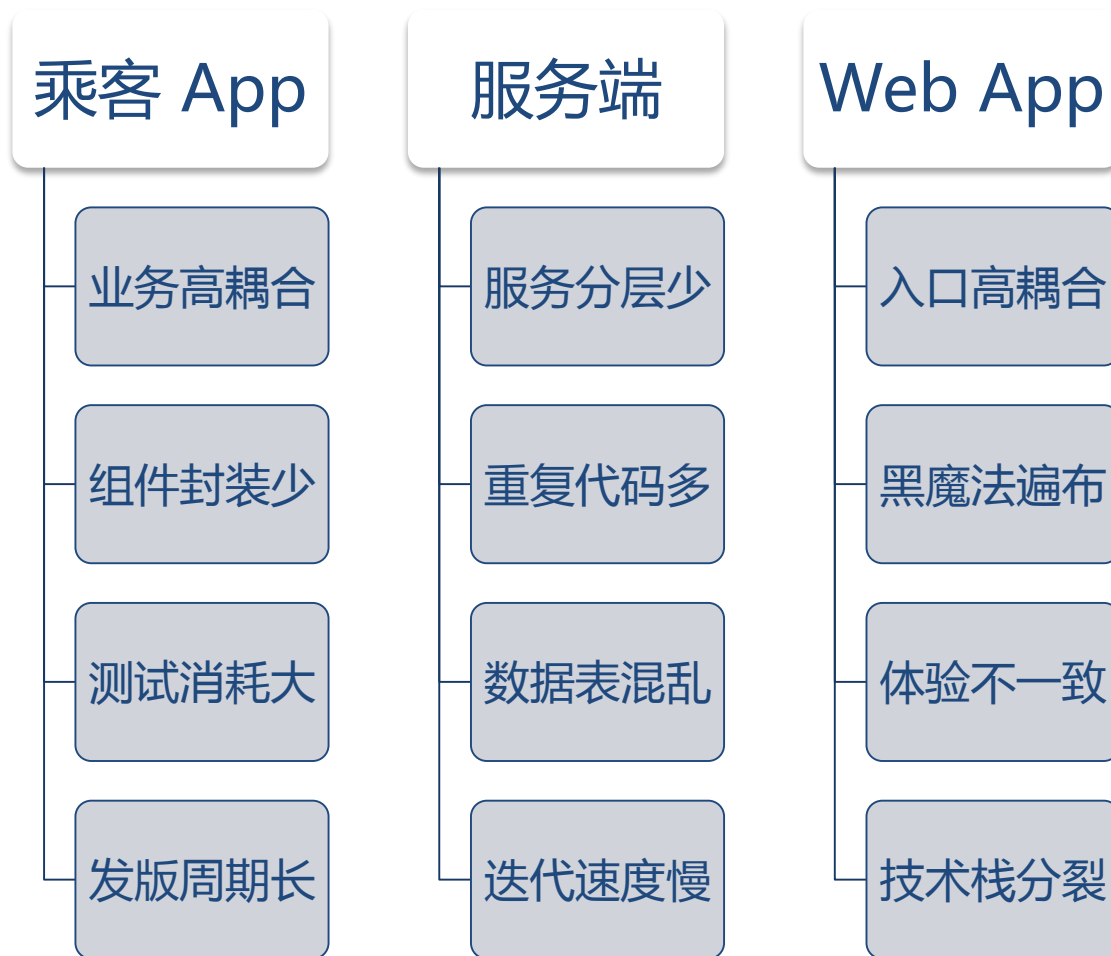 乘客 App
业务高耦合
组件封装少
测试消耗大
发版周期长
服务端
服务分层少
重复代码多
数据表混乱
迭代速度慢
Web App
入口高耦合
黑魔法遍布
体验不一致
技术栈分裂